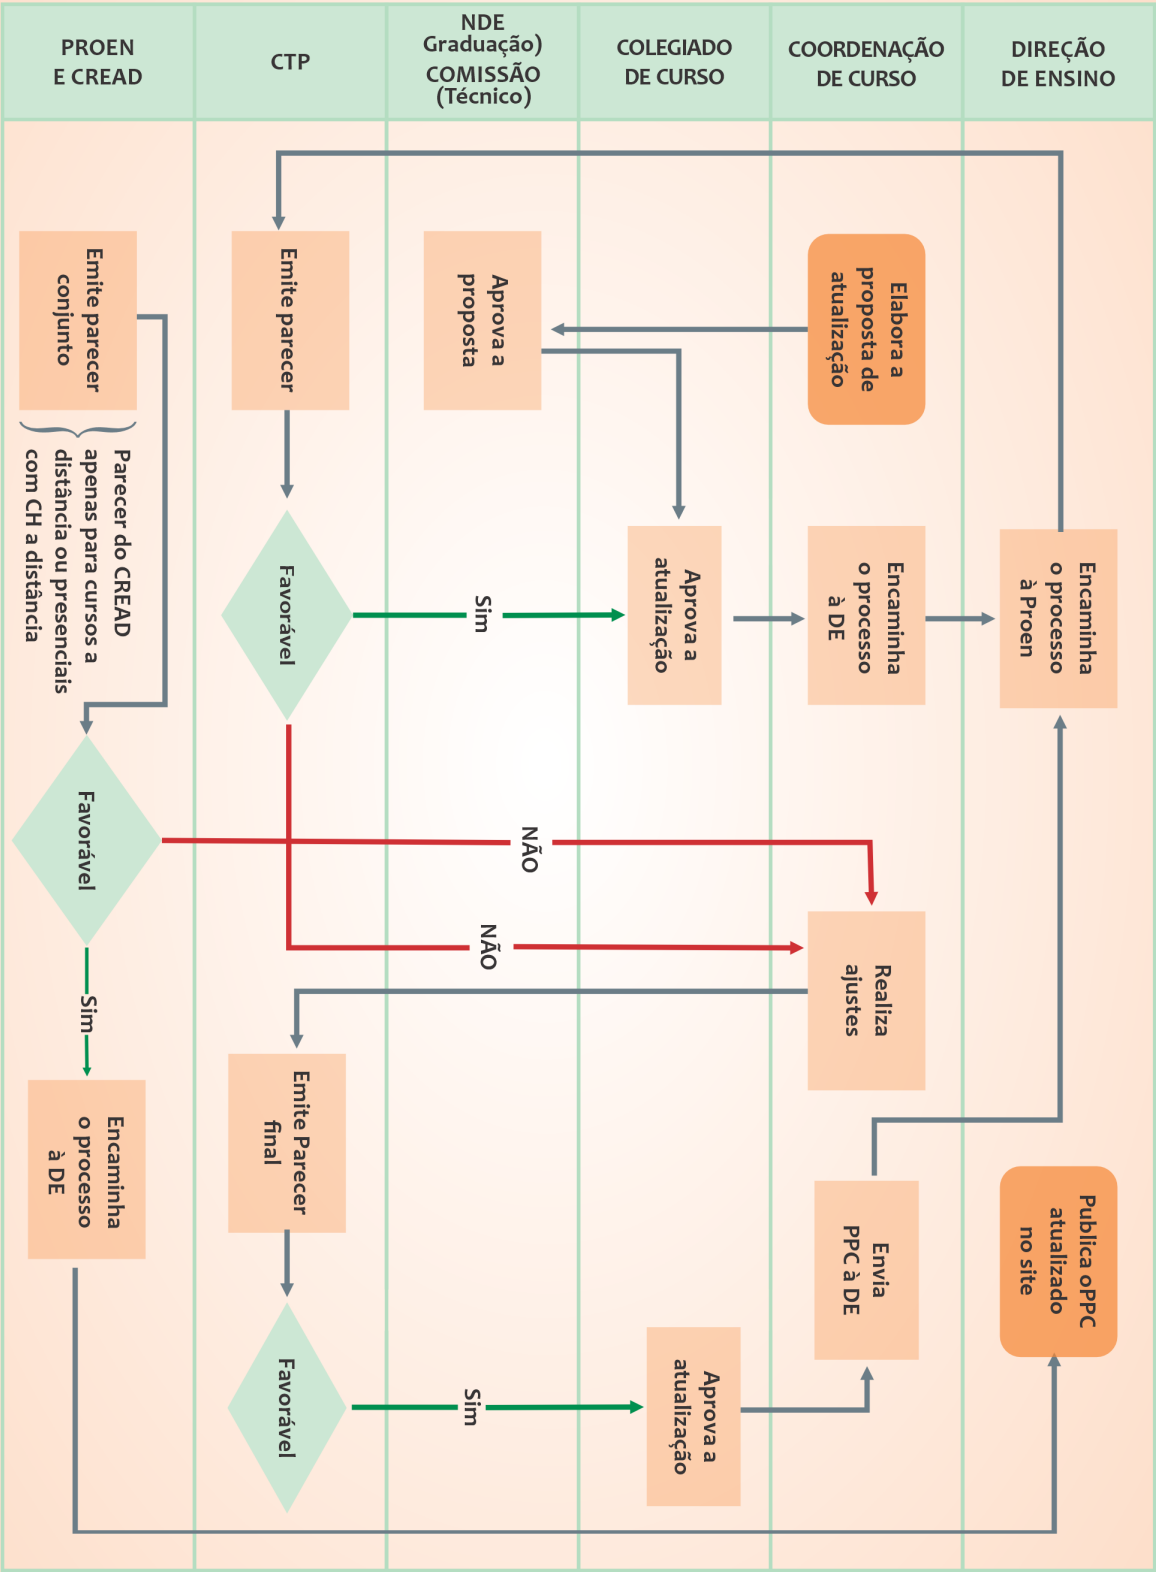 PROEN
E CREAD
CTP
NDE
Graduação)
COMISSÃO
(Técnico)
COLEGIADO
DE CURSO
COORDENAÇÃO
DE CURSO
DIREÇÃO
DE ENSINO
Emite parecer
conjunto
Parecer do CREAD
apenas para cursos a
distância ou presenciais
com CH a distância
Favorável
Sim
Encaminha
o processo
à DE
Emite parecer
Favorável
Sim
NÃO
NÃO
Emite Parecer
final
Favorável
Sim
Aprova a
proposta
Aprova a
atualização
Aprova a
atualização
Elabora a
proposta de
atualização
Encaminha
o processo
à DE
Realiza
ajustes
Envia
PPC à DE
Encaminha
o processo
à Proen
Publica oPPC
atualizado
no site